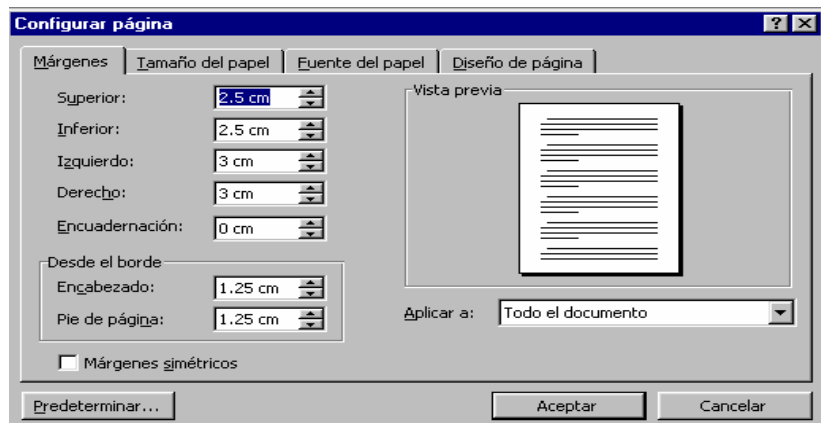 Configurar página
Márgenes Tamaño del papel Fuente del papel Diseño de página
Superior: 2.5 cm
Inferior: 2.5 cm
Izquierdo: 3 cm
Derecho: 3 cm
Encuadernación: 0 cm
Desde el borde
Encabezado: 1.25 cm
Pie de página: 1.25 cm
Márgenes simétricos
Vista previa
Aplicar a: Todo el documento
Predeterminar... Aceptar Cancelar